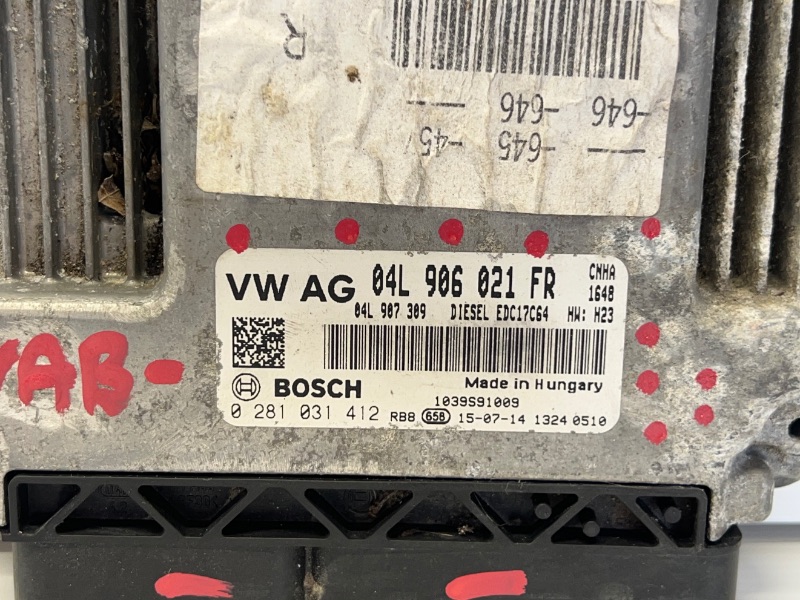 R
-646 -646 —
-45/ -645 —
VW AG 04L 906 021 FR CNHA
1648
04L 907 309 DIESEL EDC17C64 HW: H23
BOSCH Made in Hungary
1039S91009
0 281 031 412 RB8 658 15-07-14 1324 0510